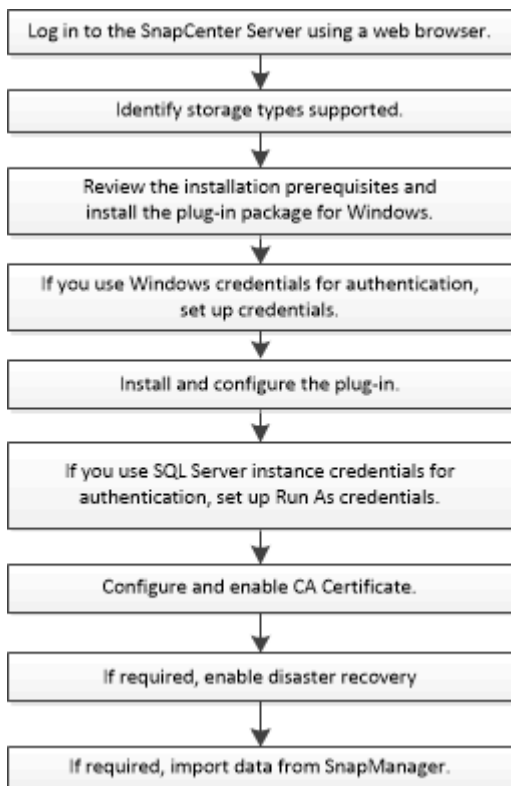 Log in to the SnapCenter Server using a web browser.
Identify storage types supported.
Review the installation prerequisites and
install the plug-in package for Windows.
If you use Windows credentials for authentication,
set up credentials.
Install and configure the plug-in.
If you use SQL Server instance credentials for
authentication, set up Run As credentials.
Configure and enable CA Certificate.
If required, enable disaster recovery
If required, import data from SnapManager.